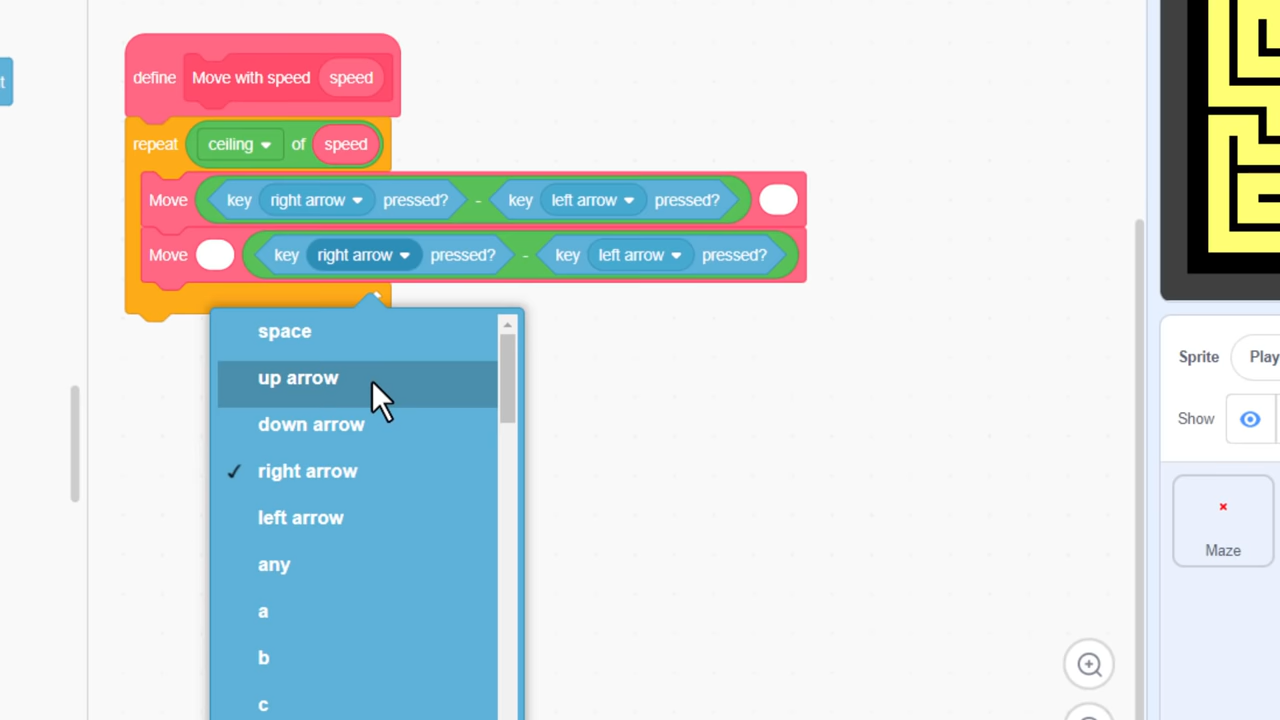 t
define Move with speed speed
repeat ceiling of speed
Move key right arrow pressed? - key left arrow pressed?
Move key right arrow pressed? - key left arrow pressed?
space
up arrow
down arrow
✓ right arrow
left arrow
any
a
b
c
Sprite Play
Show
Maze